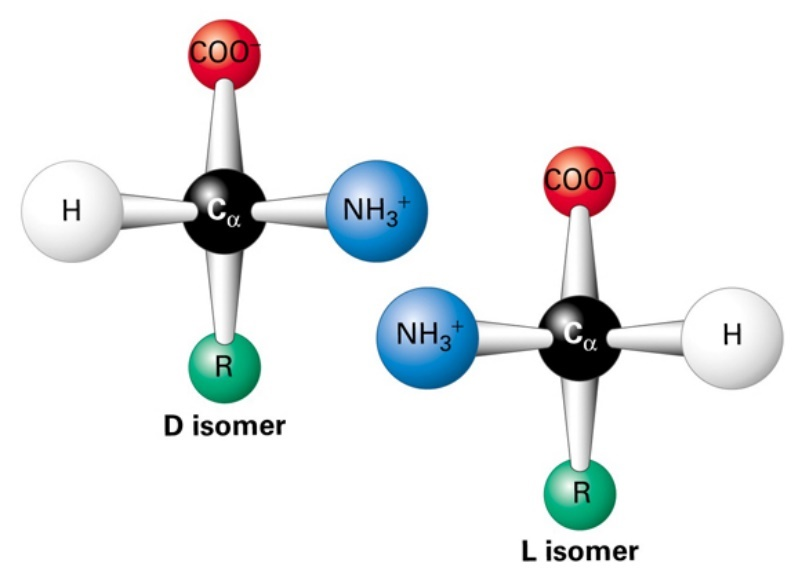 COO⁻
H
Cα
NH₃⁺
R
D isomer
COO⁻
NH₃⁺
Cα
H
R
L isomer